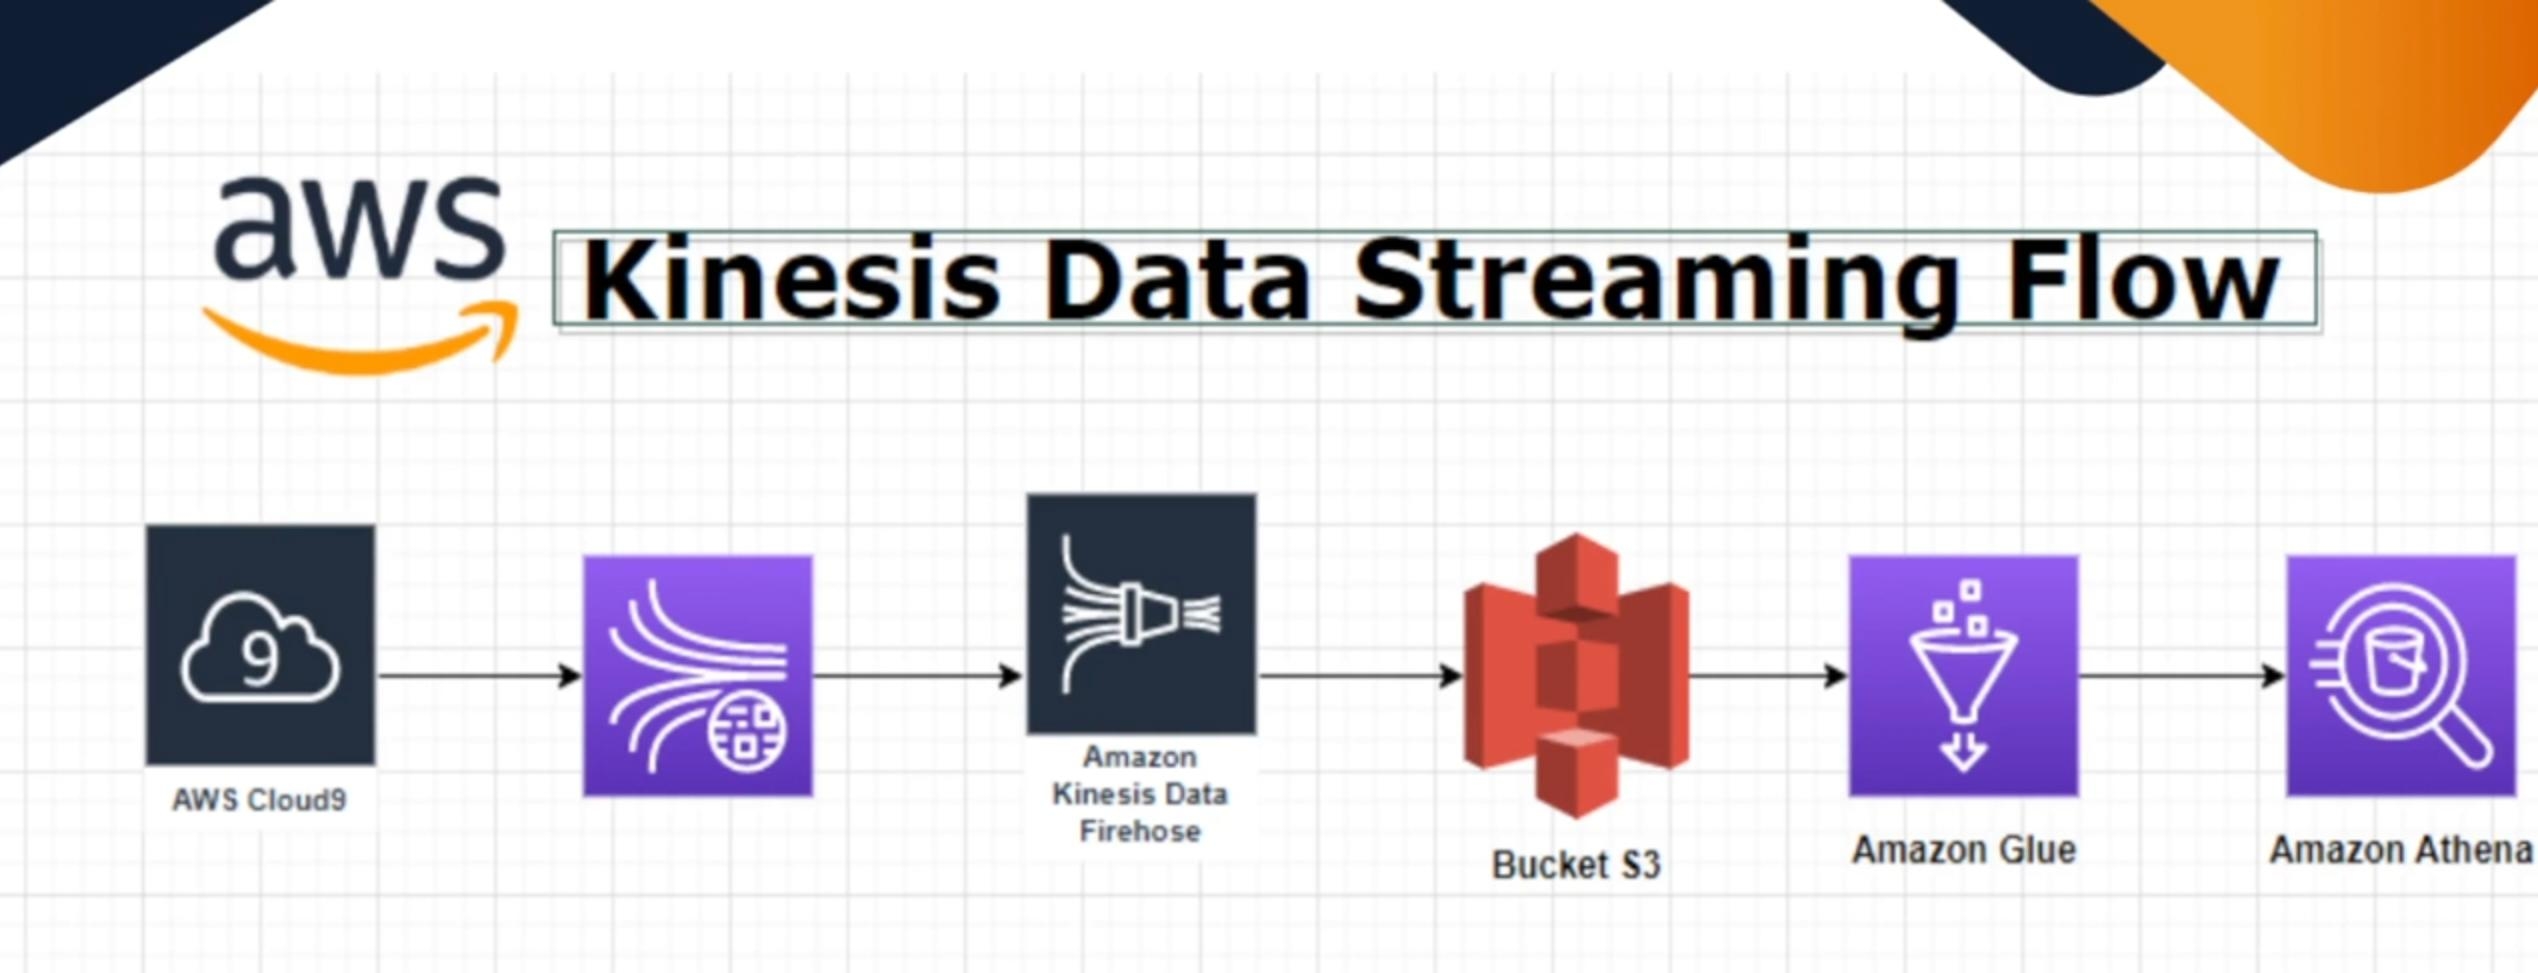 aws
Kinesis Data Streaming Flow
9
AWS Cloud9
Amazon
Kinesis Data
Firehose
Bucket S3
Amazon Glue
Amazon Athena